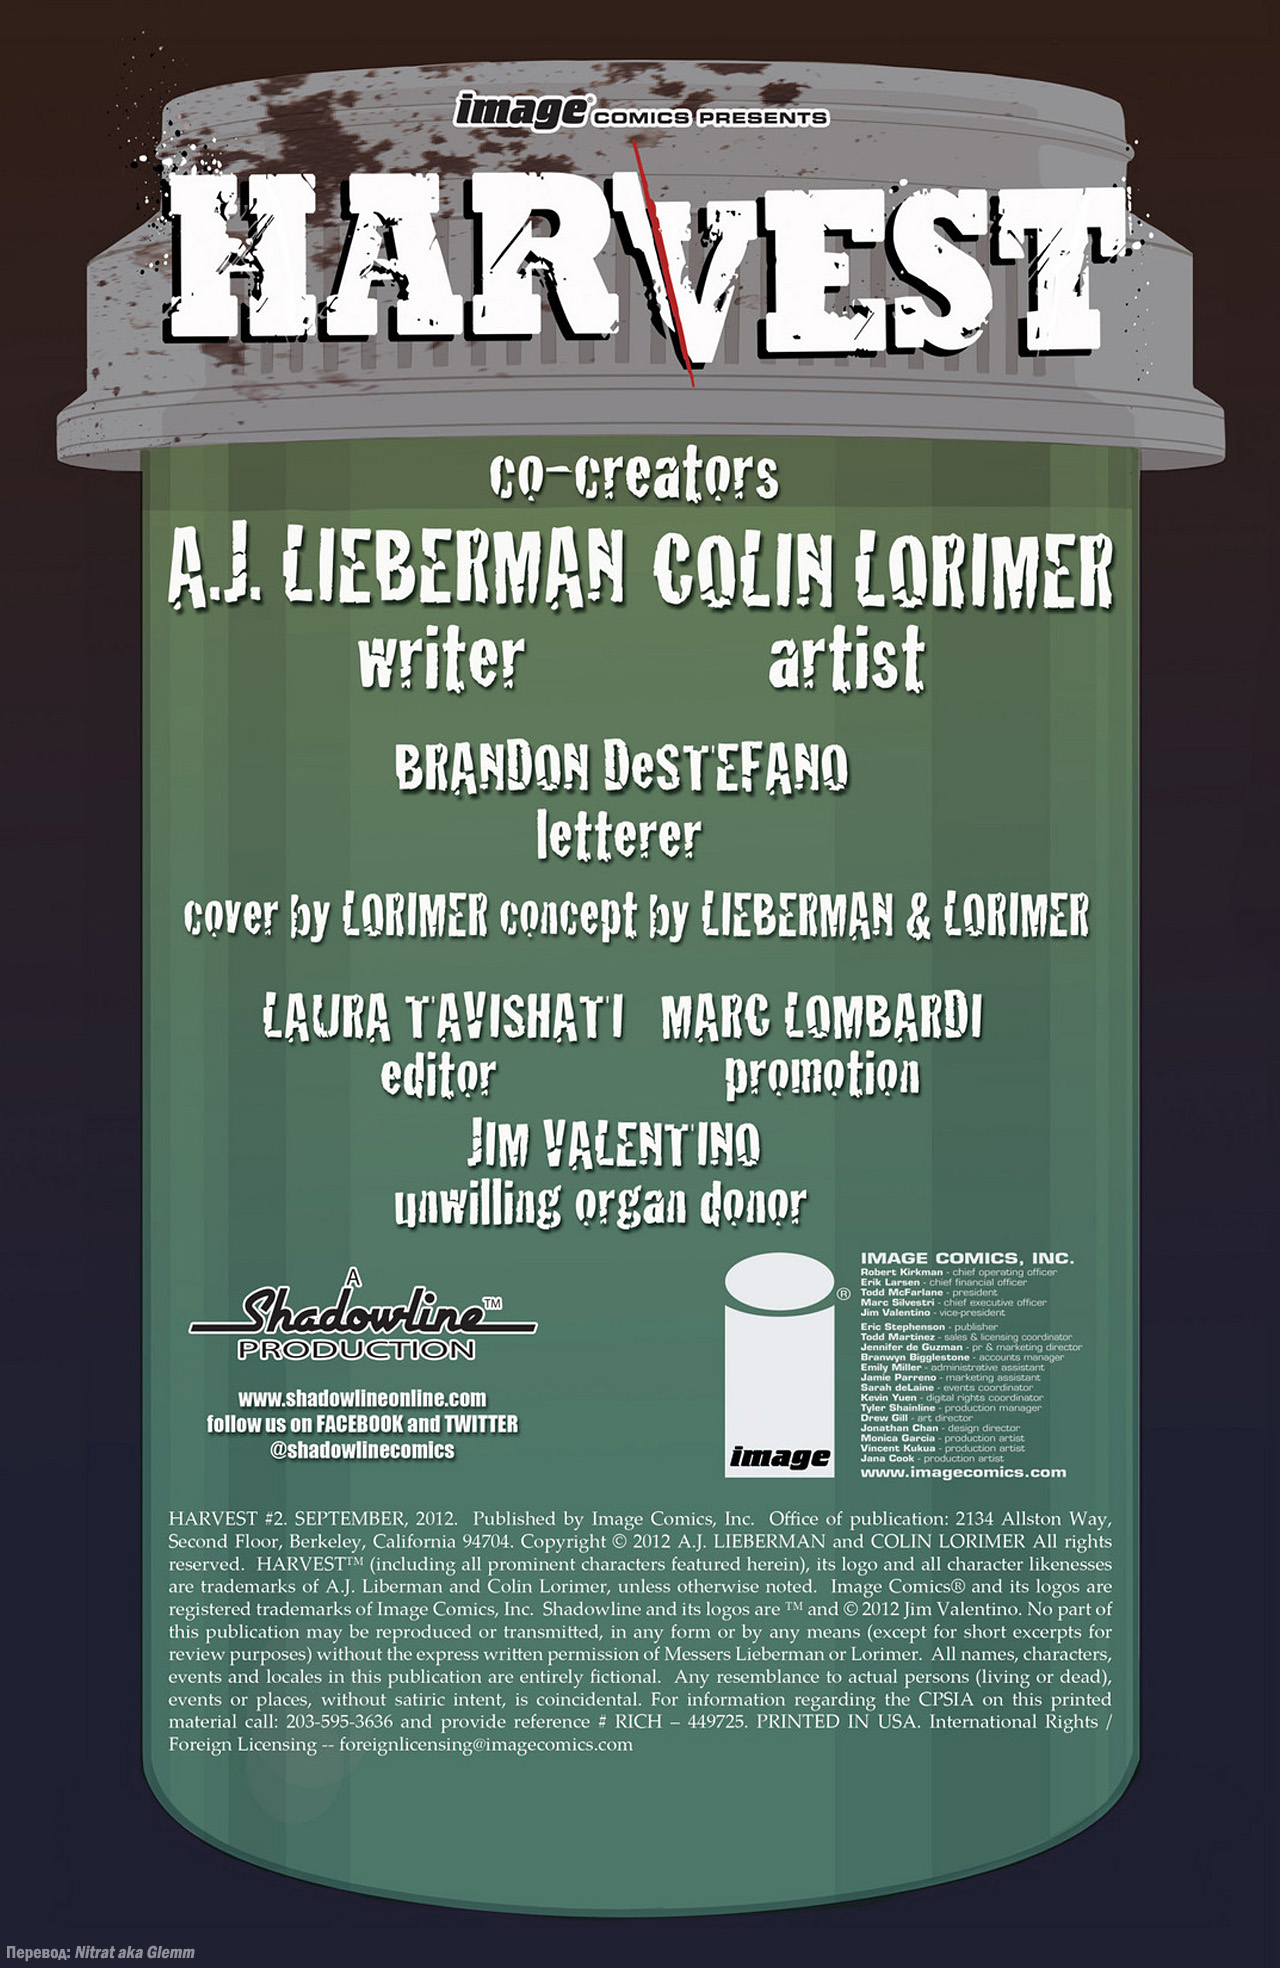 image® COMICS PRESENTS
HARVEST
co-creators
A.J. LIEBERMAN COLIN LORIMER
writer artist
BRANDON DeSTEFANO
letterer
cover by LORIMER concept by LIEBERMAN & LORIMER
LAURA TAVISHATI MARC LOMBARDI
editor promotion
JIM VALENTINO
unwilling organ donor
A
Shadowline™
PRODUCTION
www.shadowlineonline.com
follow us on FACEBOOK and TWITTER
@shadowlinecomics
®
image
IMAGE COMICS, INC.
Robert Kirkman - chief operating officer
Erik Larsen - chief financial officer
Todd McFarlane - president
Marc Silvestri - chief executive officer
Jim Valentino - vice-president
Eric Stephenson - publisher
Todd Martinez - sales & licensing coordinator
Jennifer de Guzman - pr & marketing director
Branwyn Bigglestone - accounts manager
Emily Miller - administrative assistant
Jamie Parreno - marketing assistant
Sarah deLaine - events coordinator
Kevin Yuen - digital rights coordinator
Tyler Shainline - production manager
Drew Gill - art director
Jonathan Chan - design director
Monica Garcia - production artist
Vincent Kukua - production artist
Jana Cook - production artist
www.imagecomics.com
HARVEST #2. SEPTEMBER, 2012. Published by Image Comics, Inc. Office of publication: 2134 Allston Way,
Second Floor, Berkeley, California 94704. Copyright © 2012 A.J. LIEBERMAN and COLIN LORIMER All rights
reserved. HARVEST™ (including all prominent characters featured herein), its logo and all character likenesses
are trademarks of A.J. Liberman and Colin Lorimer, unless otherwise noted. Image Comics® and its logos are
registered trademarks of Image Comics, Inc. Shadowline and its logos are ™ and © 2012 Jim Valentino. No part of
this publication may be reproduced or transmitted, in any form or by any means (except for short excerpts for
review purposes) without the express written permission of Messers Lieberman or Lorimer. All names, characters,
events and locales in this publication are entirely fictional. Any resemblance to actual persons (living or dead),
events or places, without satiric intent, is coincidental. For information regarding the CPSIA on this printed
material call: 203-595-3636 and provide reference # RICH – 449725. PRINTED IN USA. International Rights /
Foreign Licensing -- foreignlicensing@imagecomics.com
Перевод: Nitrat aka Glemm